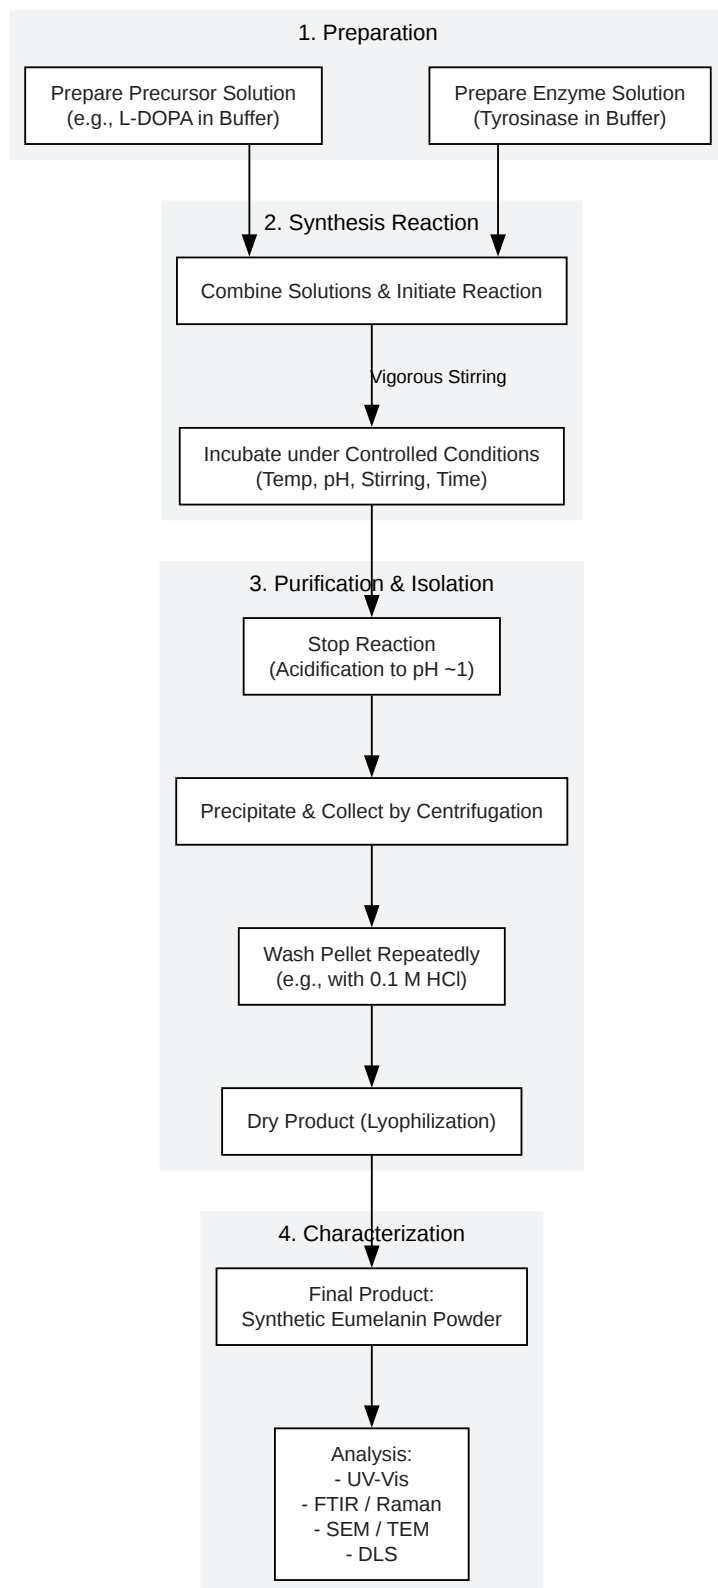 1. Preparation
Prepare Precursor Solution
(e.g., L-DOPA in Buffer)
Prepare Enzyme Solution
(Tyrosinase in Buffer)
2. Synthesis Reaction
Combine Solutions & Initiate Reaction
Vigorous Stirring
Incubate under Controlled Conditions
(Temp, pH, Stirring, Time)
3. Purification & Isolation
Stop Reaction
(Acidification to pH ~1)
Precipitate & Collect by Centrifugation
Wash Pellet Repeatedly
(e.g., with 0.1 M HCl)
Dry Product (Lyophilization)
4. Characterization
Final Product:
Synthetic Eumelanin Powder
Analysis:
- UV-Vis
- FTIR / Raman
- SEM / TEM
- DLS